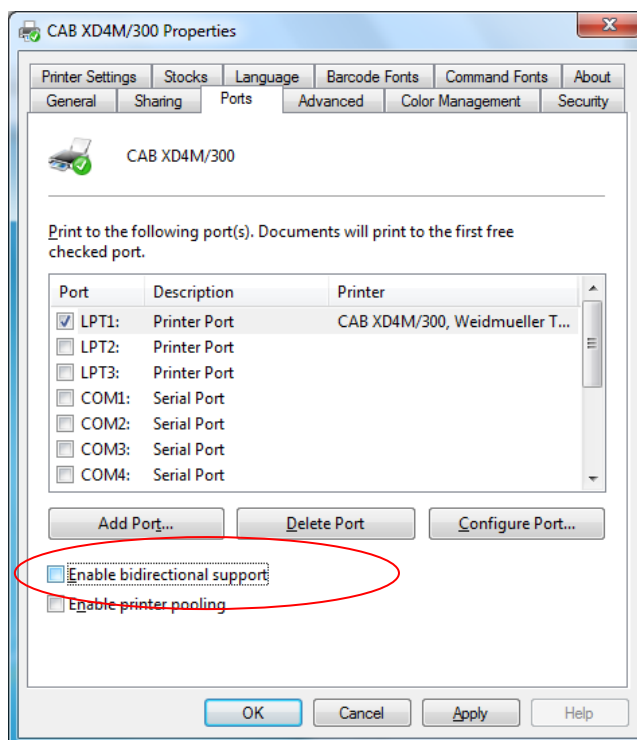 CAB XD4M/300 Properties
Printer Settings Stocks Language Barcode Fonts Command Fonts About
General Sharing Ports Advanced Color Management Security
CAB XD4M/300
Print to the following port(s). Documents will print to the first free
checked port.
Port Description Printer
LPT1: Printer Port CAB XD4M/300, Weidmueller T...
LPT2: Printer Port
LPT3: Printer Port
COM1: Serial Port
COM2: Serial Port
COM3: Serial Port
COM4: Serial Port
Add Port... Delete Port Configure Port...
Enable bidirectional support
Enable printer pooling
OK Cancel Apply Help